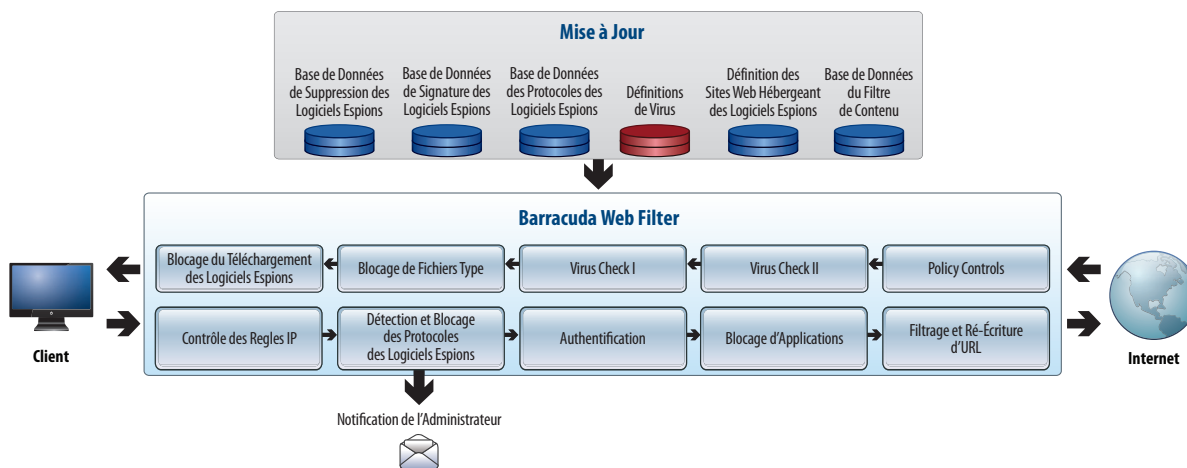 Mise à Jour
Base de Données
de Suppression des
Logiciels Espions
Base de Données
de Signature des
Logiciels Espions
Base de Données
des Protocoles des
Logiciels Espions
Définitions
de Virus
Définition des
Sites Web Hébergeant
des Logiciels Espions
Base de Données
du Filtre
de Contenu
Barracuda Web Filter
Blocage du Téléchargement
des Logiciels Espions
Blocage de Fichiers Type
Virus Check I
Virus Check II
Policy Controls
Contrôle des Regles IP
Détection et Blocage
des Protocoles
des Logiciels Espions
Authentification
Blocage d’Applications
Filtrage et Ré-Écriture
d’URL
Client
Internet
Notification de l’Administrateur